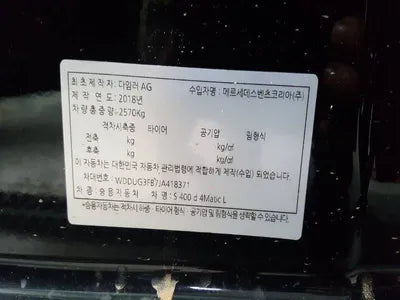 최초 제작자: 다임러 AG 수입자명 : 메르세데스벤츠코리아(주)
제 작 연 도: 2018년
차량 총 중량=2570Kg
적차시축중 타이어 공기압 림형식
전축 : kg kg/㎠
후축 : kg kg/㎠
이 자동차는 대한민국 자동차 관리법령에 적합하게 제작(수입) 되었습니다.
차대번호 : WDDUG3FB7JA418371
차 종 : 승 용 자 동 차 차 명 : S 400 d 4Matic L
*승용자동차는 적차시 하중 타이어 형식 · 공기압 및 림형식을 생략할 수 있습니다.